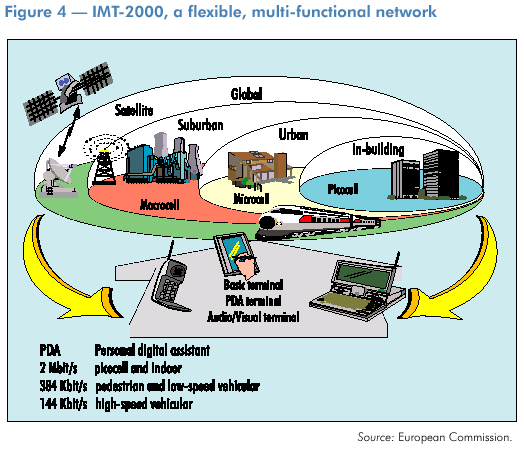 Figure 4 — IMT-2000, a flexible, multi-functional network
Global
Satellite
Suburban
Urban
In-building
Macrocell
in
Microcell
Picocell
Basic terminal
PDA terminal
Audio/Visual terminal
PDA Personal digital assistant
2 Mbit/s picocell and indoor
384 Kbit/s pedestrian and low-speed vehicular
144 Kbit/s high-speed vehicular
Source: European Commission.